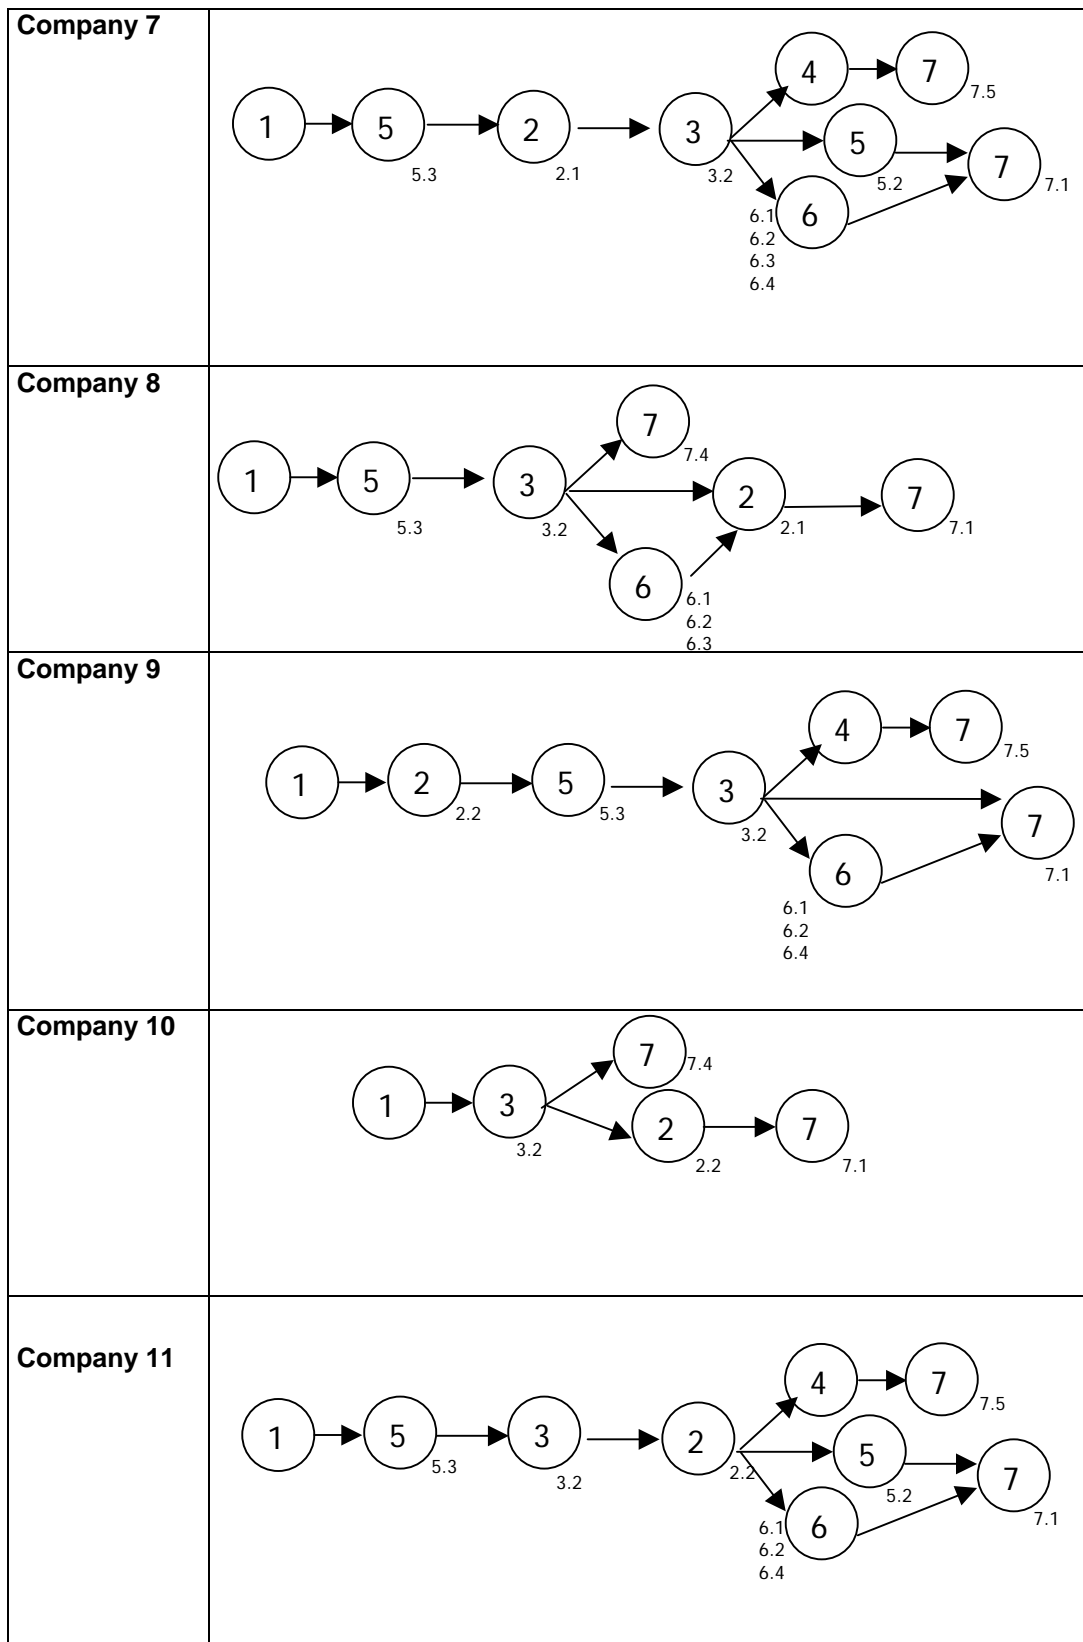 Company 7
4 7
7.5
1 5 2 3 5 7
5.3 2.1 3.2 5.2 7.1
6
6.1
6.2
6.3
6.4
Company 8
7
7.4
1 5 3 2 7
5.3 3.2 2.1 7.1
6
6.1
6.2
6.3
Company 9
4 7
7.5
1 2 5 3 7
2.2 5.3 3.2 7.1
6
6.1
6.2
6.4
Company 10
7
7.4
1 3 2 7
3.2 2.2 7.1
Company 11
4 7
7.5
1 5 3 2 5 7
5.3 3.2 2.2 5.2 7.1
6
6.1
6.2
6.4